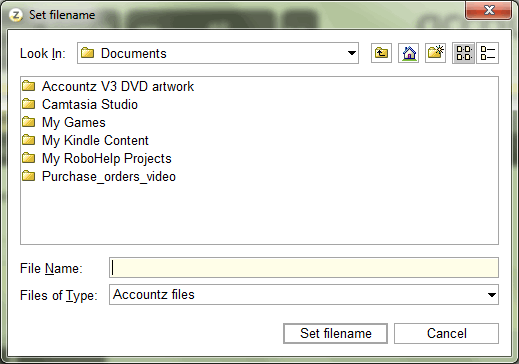 Set filename
Look In: Documents
Accountz V3 DVD artwork
Camtasia Studio
My Games
My Kindle Content
My RoboHelp Projects
Purchase_orders_video
File Name:
Files of Type: Accountz files
Set filename Cancel